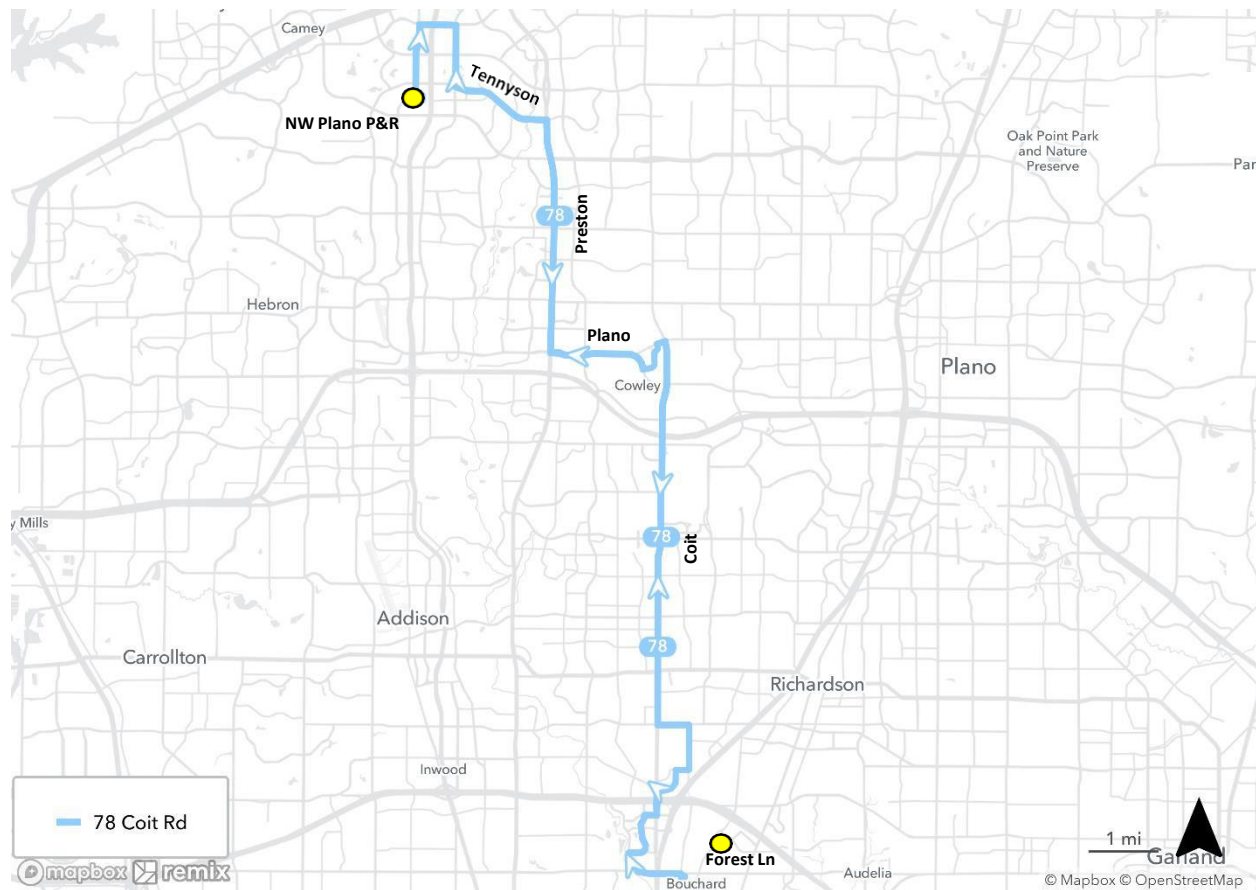 Camey
Tennyson
NW Plano P&R
Oak Point Park
and Nature
Preserve
Par
78
Preston
Hebron
Plano
Cowley
Plano
y Mills
78
Coit
Addison
78
Carrollton
Richardson
Inwood
78 Coit Rd
1 mi
Forest Ln
Garland
mapbox remix
Bouchard
Audelia
© Mapbox © OpenStreetMap